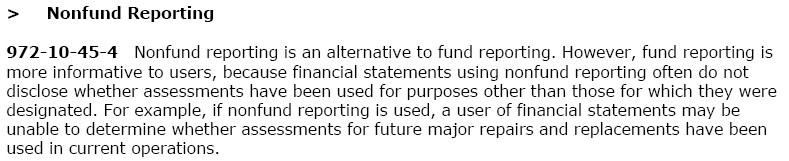 > Nonfund Reporting
972-10-45-4 Nonfund reporting is an alternative to fund reporting. However, fund reporting is
more informative to users, because financial statements using nonfund reporting often do not
disclose whether assessments have been used for purposes other than those for which they were
designated. For example, if nonfund reporting is used, a user of financial statements may be
unable to determine whether assessments for future major repairs and replacements have been
used in current operations.